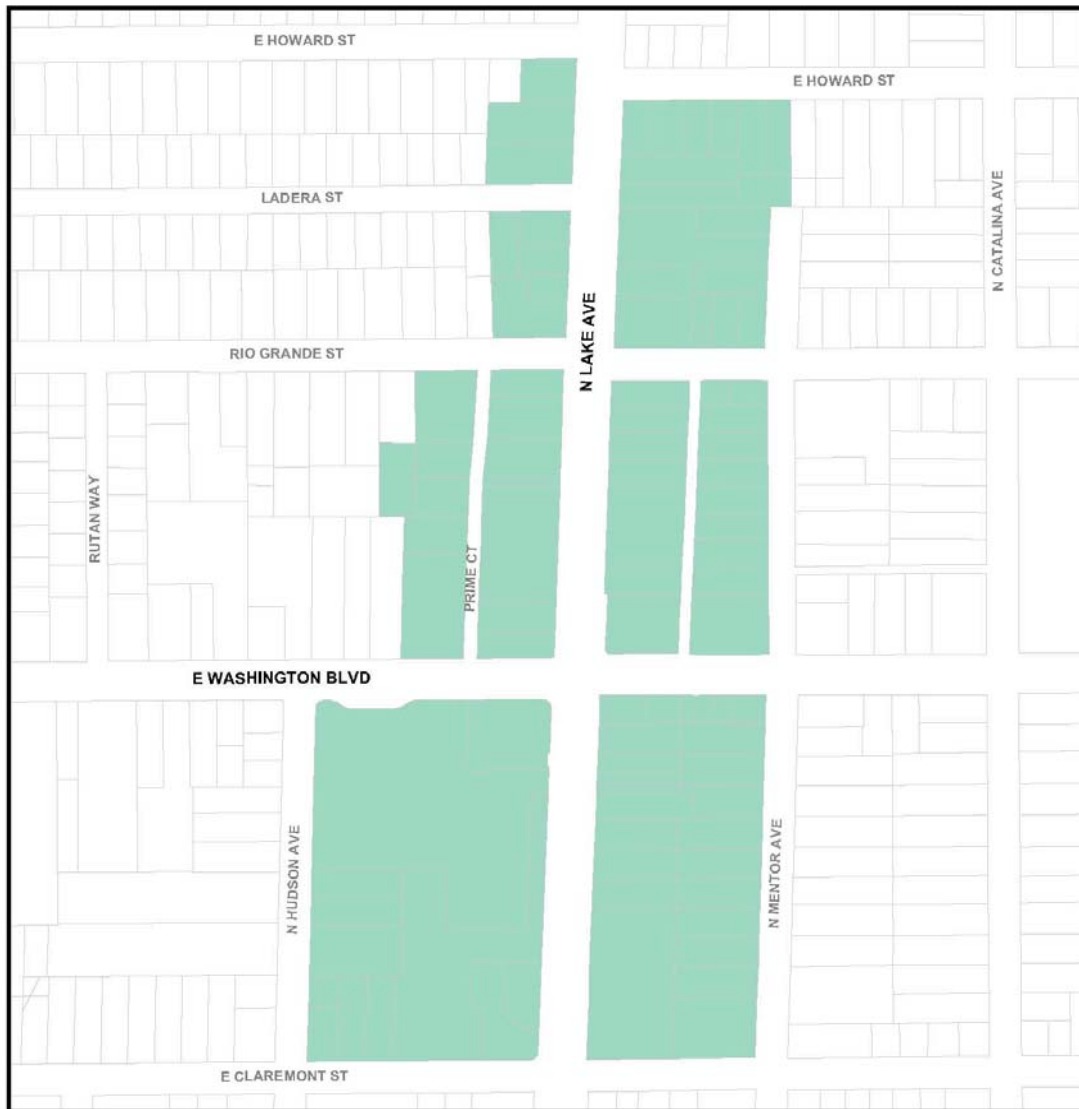 E HOWARD ST
E HOWARD ST
LADERA ST
N CATALINA AVE
N LAKE AVE
RIO GRANDE ST
RUTAN WAY
PRIME CT
E WASHINGTON BLVD
N HUDSON AVE
N MENTOR AVE
E CLAREMONT ST